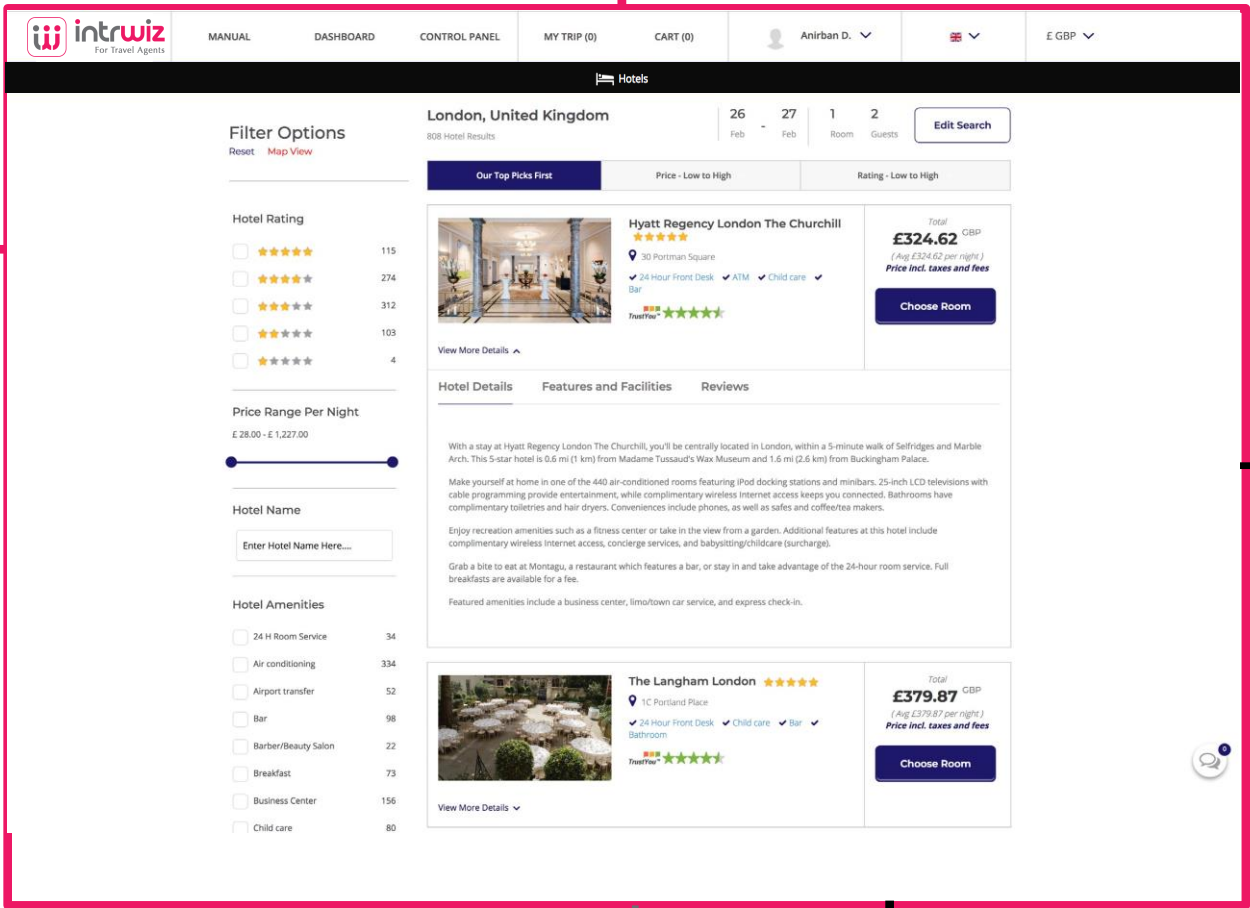 intrwiz
For Travel Agents
MANUAL
DASHBOARD
CONTROL PANEL
MY TRIP (0)
CART (0)
Anirban D.
£ GBP
Hotels
Filter Options
Reset Map View
Hotel Rating
115
274
312
103
4
Price Range Per Night
£ 28.00 - £ 1,227.00
Hotel Name
Enter Hotel Name Here....
Hotel Amenities
24 H Room Service 34
Air conditioning 334
Airport transfer 52
Bar 98
Barber/Beauty Salon 22
Breakfast 73
Business Center 156
Child care 80
London, United Kingdom
808 Hotel Results
26 - 27 1 2
Feb Feb Room Guests
Edit Search
Our Top Picks First
Price - Low to High
Rating - Low to High
Hyatt Regency London The Churchill
30 Portman Square
24 Hour Front Desk ATM Child care
Bar
TrustYou™
View More Details
Total
£324.62 GBP
( Avg £324.62 per night )
Price incl. taxes and fees
Choose Room
Hotel Details Features and Facilities Reviews
With a stay at Hyatt Regency London The Churchill, you'll be centrally located in London, within a 5-minute walk of Selfridges and Marble
Arch. This 5-star hotel is 0.6 mi (1 km) from Madame Tussaud's Wax Museum and 1.6 mi (2.6 km) from Buckingham Palace.
Make yourself at home in one of the 440 air-conditioned rooms featuring iPod docking stations and minibars. 25-inch LCD televisions with
cable programming provide entertainment, while complimentary wireless Internet access keeps you connected. Bathrooms have
complimentary toiletries and hair dryers. Conveniences include phones, as well as safes and coffee/tea makers.
Enjoy recreation amenities such as a fitness center or take in the view from a garden. Additional features at this hotel include
complimentary wireless Internet access, concierge services, and babysitting/childcare (surcharge).
Grab a bite to eat at Montagu, a restaurant which features a bar, or stay in and take advantage of the 24-hour room service. Full
breakfasts are available for a fee.
Featured amenities include a business center, limo/town car service, and express check-in.
The Langham London
1C Portland Place
24 Hour Front Desk Child care Bar
Bathroom
TrustYou™
View More Details
Total
£379.87 GBP
( Avg £379.87 per night )
Price incl. taxes and fees
Choose Room
0